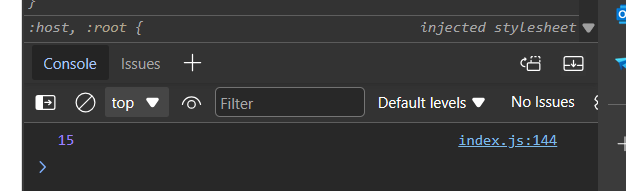 }
:host, :root { injected stylesheet
Console Issues
top Filter Default levels No Issues
15 index.js:144